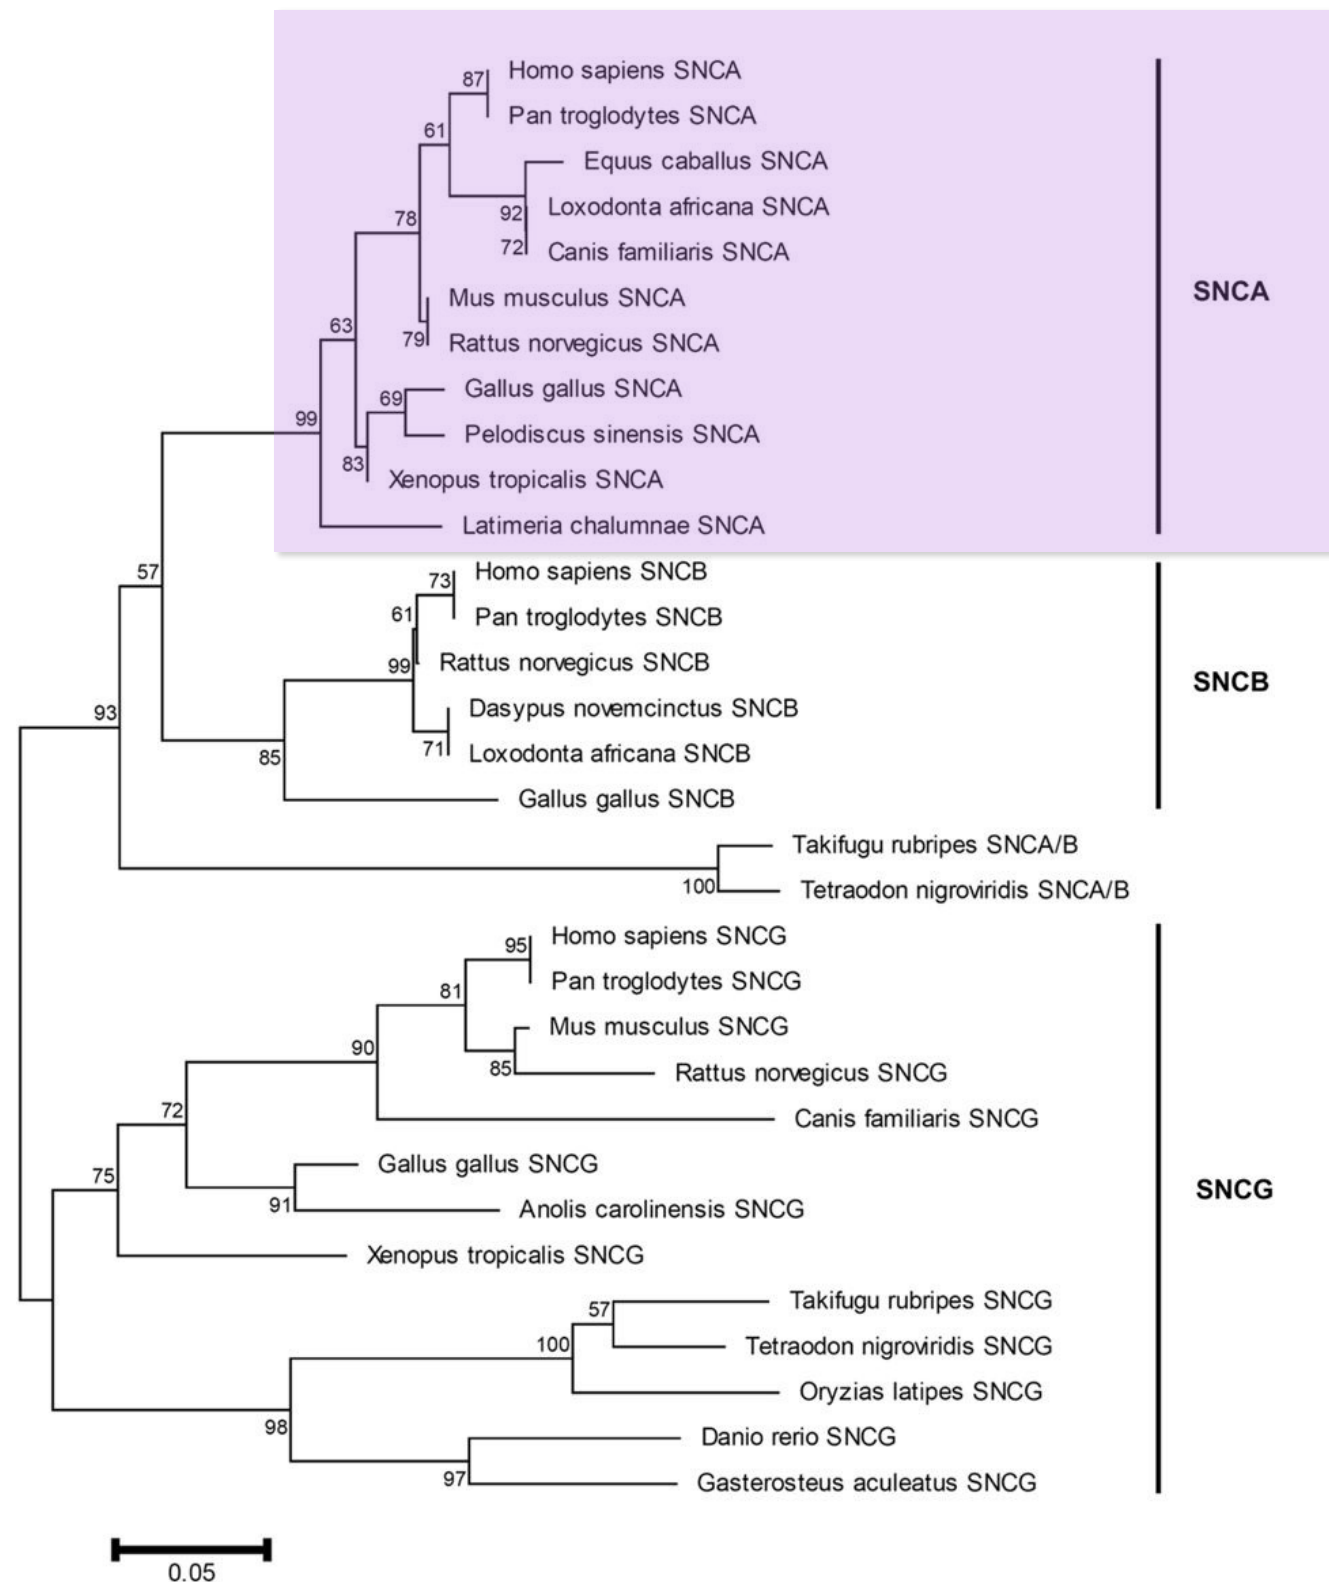 87
Homo sapiens SNCA
Pan troglodytes SNCA
61
Equus caballus SNCA
92
Loxodonta africana SNCA
78
72
Canis familiaris SNCA
SNCA
Mus musculus SNCA
63
79
Rattus norvegicus SNCA
69
Gallus gallus SNCA
99
Pelodiscus sinensis SNCA
83
Xenopus tropicalis SNCA
Latimeria chalumnae SNCA
57
73
Homo sapiens SNCB
61
Pan troglodytes SNCB
99
Rattus norvegicus SNCB
SNCB
93
Dasypus novemcinctus SNCB
71
Loxodonta africana SNCB
85
Gallus gallus SNCB
Takifugu rubripes SNCA/B
100
Tetraodon nigroviridis SNCA/B
95
Homo sapiens SNCG
81
Pan troglodytes SNCG
90
Mus musculus SNCG
85
Rattus norvegicus SNCG
72
Canis familiaris SNCG
75
Gallus gallus SNCG
91
Anolis carolinensis SNCG
SNCG
Xenopus tropicalis SNCG
57
Takifugu rubripes SNCG
100
Tetraodon nigroviridis SNCG
Oryzias latipes SNCG
98
Danio rerio SNCG
97
Gasterosteus aculeatus SNCG
0.05